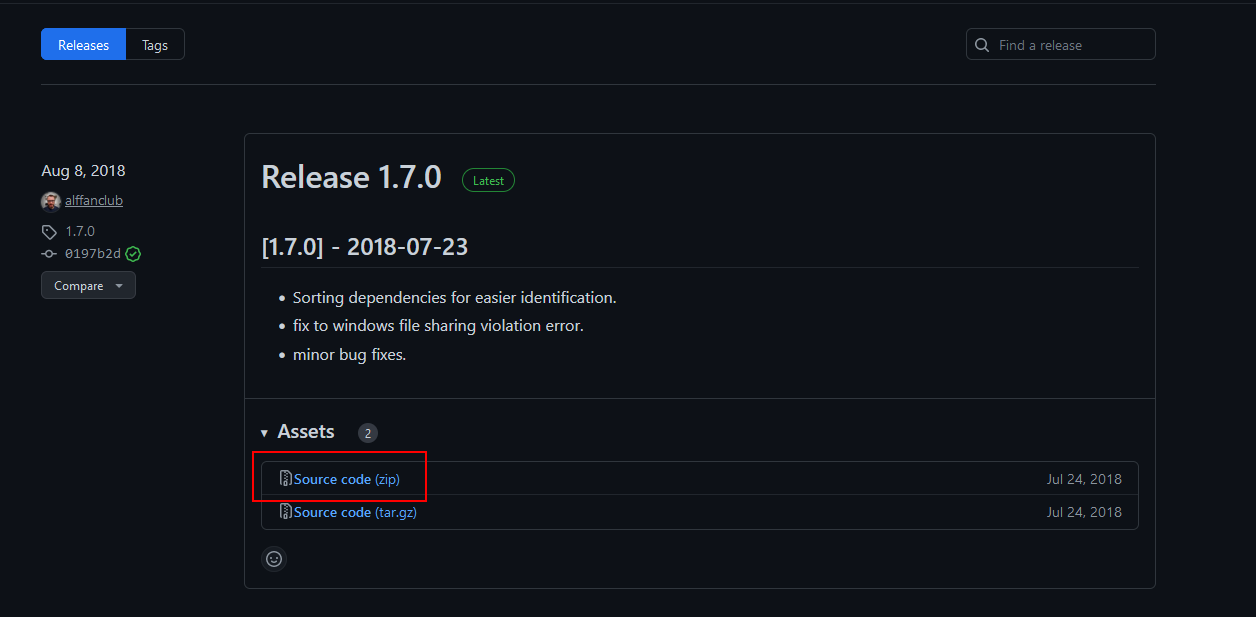 Releases
Tags
Find a release
Aug 8, 2018
alffanclub
1.7.0
0197b2d
Compare
Release 1.7.0
Latest
[1.7.0] - 2018-07-23
• Sorting dependencies for easier identification.
• fix to windows file sharing violation error.
• minor bug fixes.
Assets 2
Source code (zip)
Jul 24, 2018
Source code (tar.gz)
Jul 24, 2018